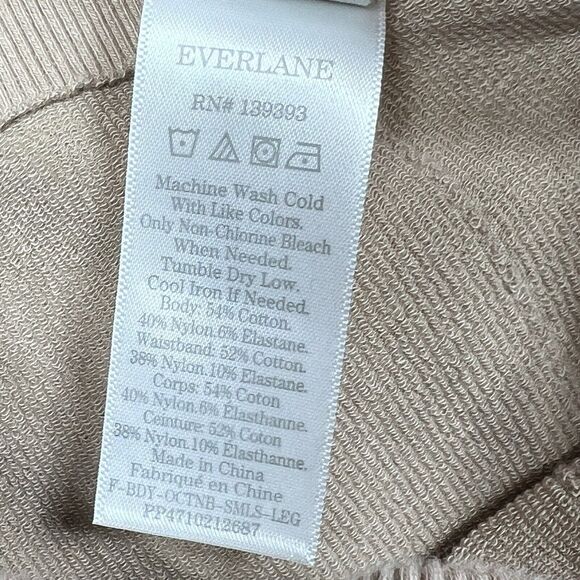 EVERLANE
RN# 139393
Machine Wash Cold
With Like Colors.
Only Non-Chlorine Bleach
When Needed.
Tumble Dry Low.
Cool Iron If Needed.
Body: 54% Cotton.
40% Nylon.6% Elastane.
Waistband: 52% Cotton.
38% Nylon.10% Elastane.
Corps: 54% Coton
40% Nylon.6% Elasthanne.
Ceinture: 52% Coton
38% Nylon.10% Elasthanne.
Made in China
Fabriqué en Chine
F-BDY-OCTNB-SMLS-LEG
PP4710212687